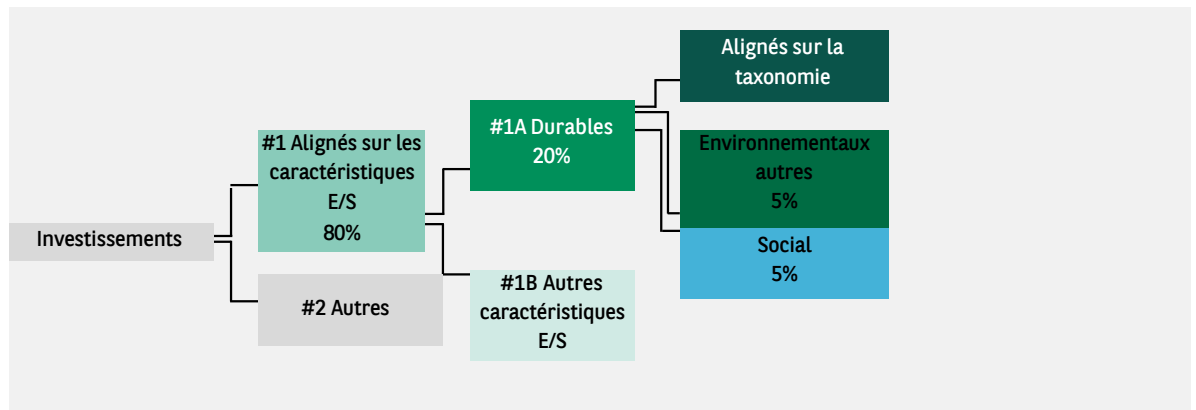 Investissements
#1 Alignés sur les
caractéristiques
E/S
80%
#2 Autres
#1A Durables
20%
#1B Autres
caractéristiques
E/S
Alignés sur la
taxonomie
Environnementaux
autres
5%
Social
5%